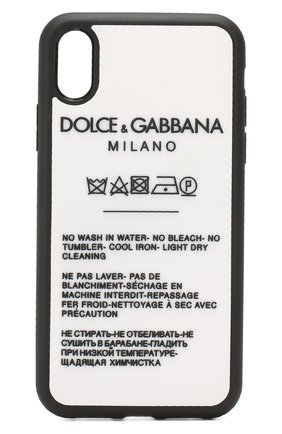 DOLCE & GABBANA
MILANO
P
NO WASH IN WATER- NO BLEACH- NO
TUMBLER- COOL IRON- LIGHT DRY
CLEANING
NE PAS LAVER- PAS DE
BLANCHIMENT-SÉCHAGE EN
MACHINE INTERDIT-REPASSAGE
FER FROID-NETTOYAGE À SEC AVEC
PRÉCAUTION
НЕ СТИРАТЬ-НЕ ОТБЕЛИВАТЬ-НЕ
СУШИТЬ В БАРАБАНЕ-ГЛАДИТЬ
ПРИ НИЗКОЙ ТЕМПЕРАТУРЕ-
ЩАДЯЩАЯ ХИМЧИСТКА